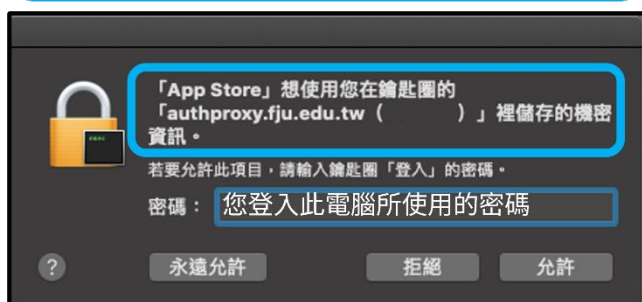 「App Store」想使用您在鑰匙圈的
「authproxy.fju.edu.tw（　　　）」裡儲存的機密
資訊。
若要允許此項目，請輸入鑰匙圈「登入」的密碼。
密碼： 您登入此電腦所使用的密碼
? 永遠允許 拒絕 允許